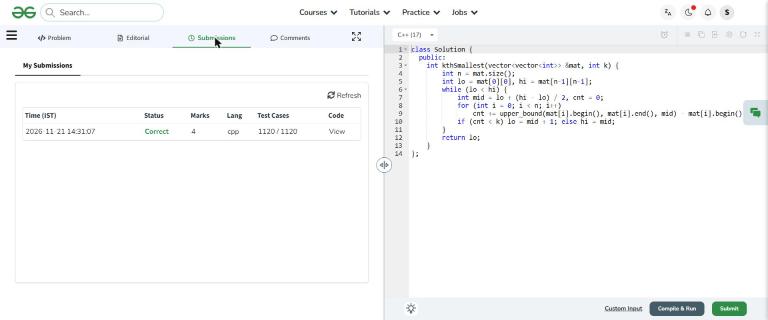 Search...
Courses
Tutorials
Practice
Jobs
S
</> Problem
Editorial
Submissions
Comments
C++ (17)
My Submissions
Refresh
Time (IST) Status Marks Lang Test Cases Code
2026-11-21 14:31:07 Correct 4 cpp 1120 / 1120 View
1 class Solution {
2 public:
3 int kthSmallest(vector<vector<int>> &mat, int k) {
4 int n = mat.size();
5 int lo = mat[0][0], hi = mat[n-1][n-1];
6 while (lo < hi) {
7 int mid = lo + (hi - lo) / 2, cnt = 0;
8 for (int i = 0; i < n; i++)
9 cnt += upper_bound(mat[i].begin(), mat[i].end(), mid) - mat[i].begin()
10 if (cnt < k) lo = mid + 1; else hi = mid;
11 }
12 return lo;
13 }
14 };
Custom Input
Compile & Run
Submit